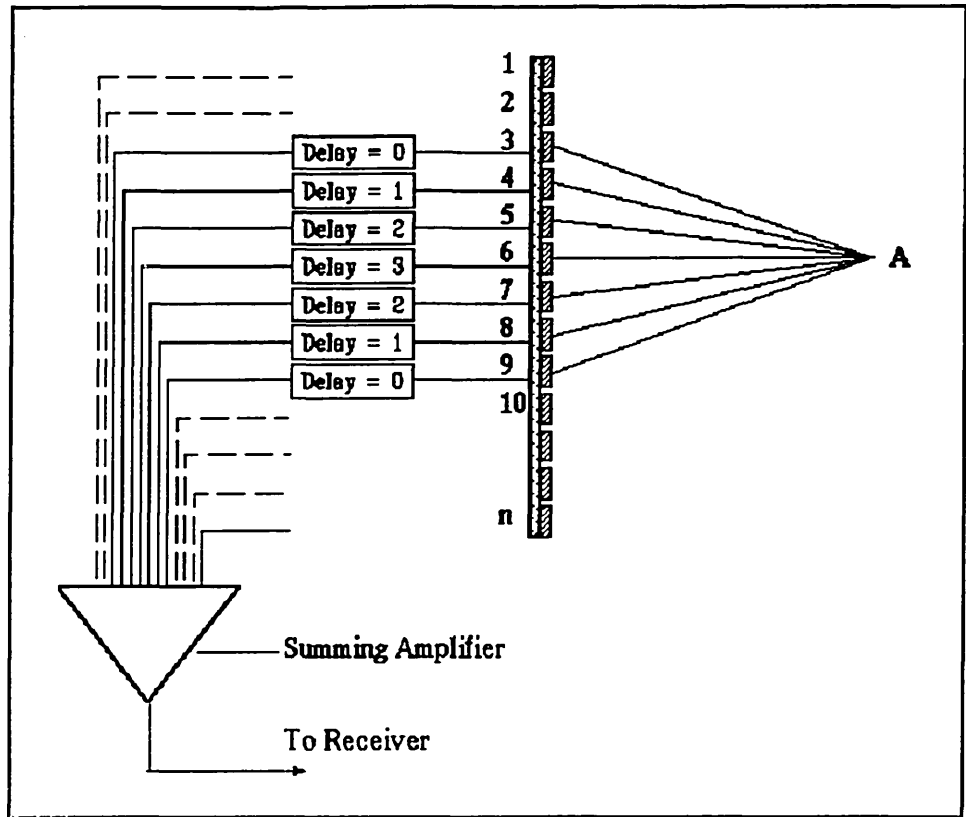 1
2
3
Delay = 0
4
Delay = 1
5
Delay = 2
6
Delay = 3
A
7
Delay = 2
8
Delay = 1
9
Delay = 0
10
n
Summing Amplifier
To Receiver